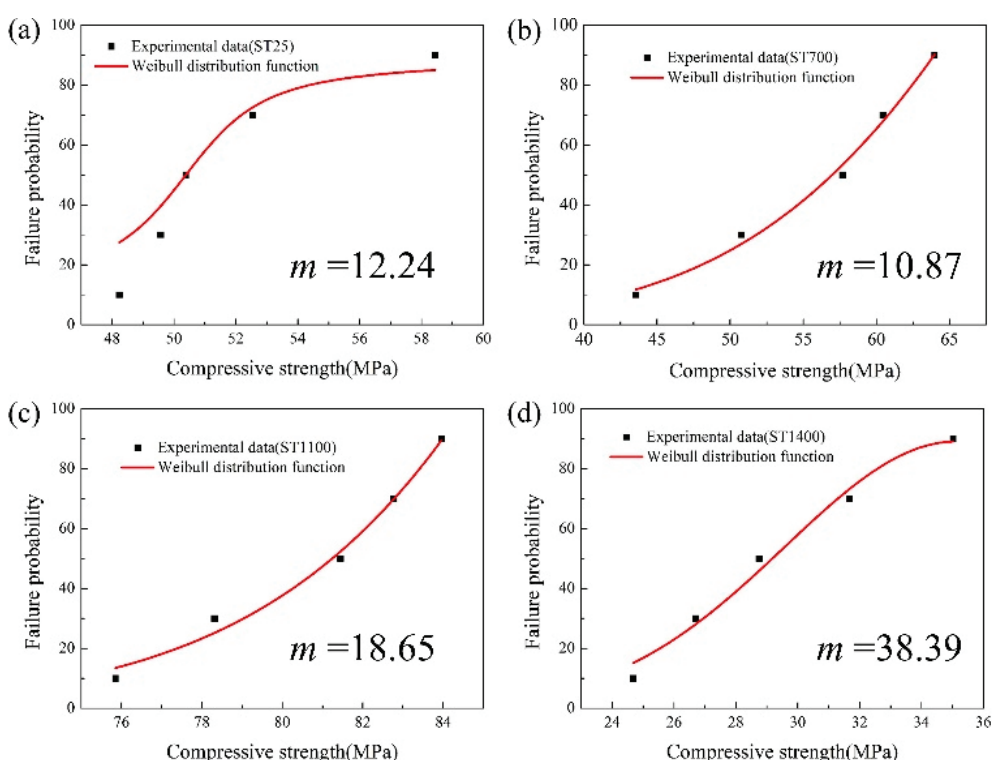 (a)
100
80
60
40
20
0
Failure probability
Experimental data(ST25)
Weibull distribution function
m =12.24
48 50 52 54 56 58 60
Compressive strength(MPa)
(b)
100
80
60
40
20
0
Failure probability
Experimental data(ST700)
Weibull distribution function
m =10.87
40 45 50 55 60 65
Compressive strength(MPa)
(c)
100
80
60
40
20
0
Failure probability
Experimental data(ST1100)
Weibull distribution function
m =18.65
76 78 80 82 84
Compressive strength(MPa)
(d)
100
80
60
40
20
0
Failure probability
Experimental data(ST1400)
Weibull distribution function
m =38.39
24 26 28 30 32 34 36
Compressive strength(MPa)